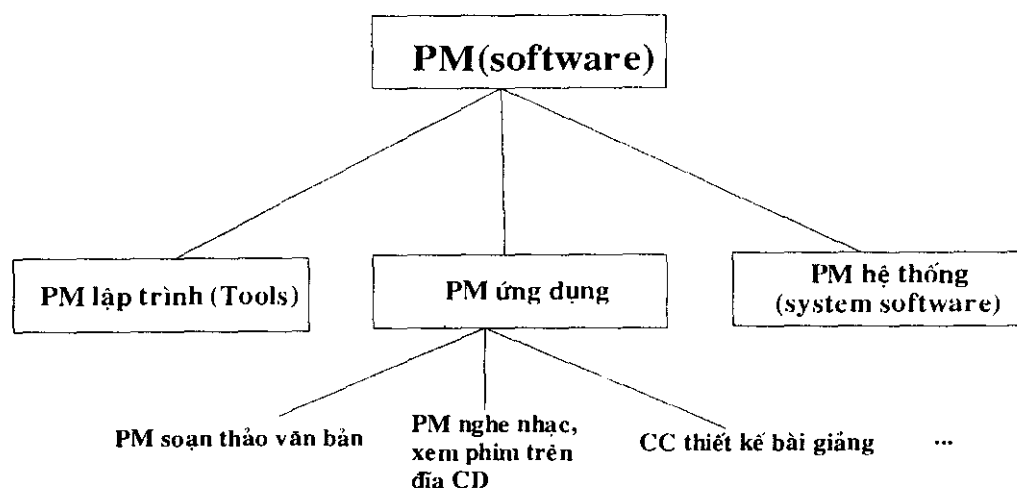 PM(software)
PM lập trình (Tools)
PM ứng dụng
PM hệ thống
(system software)
PM soạn thảo văn bản
PM nghe nhạc,
xem phim trên
đĩa CD
CC thiết kế bài giảng
...